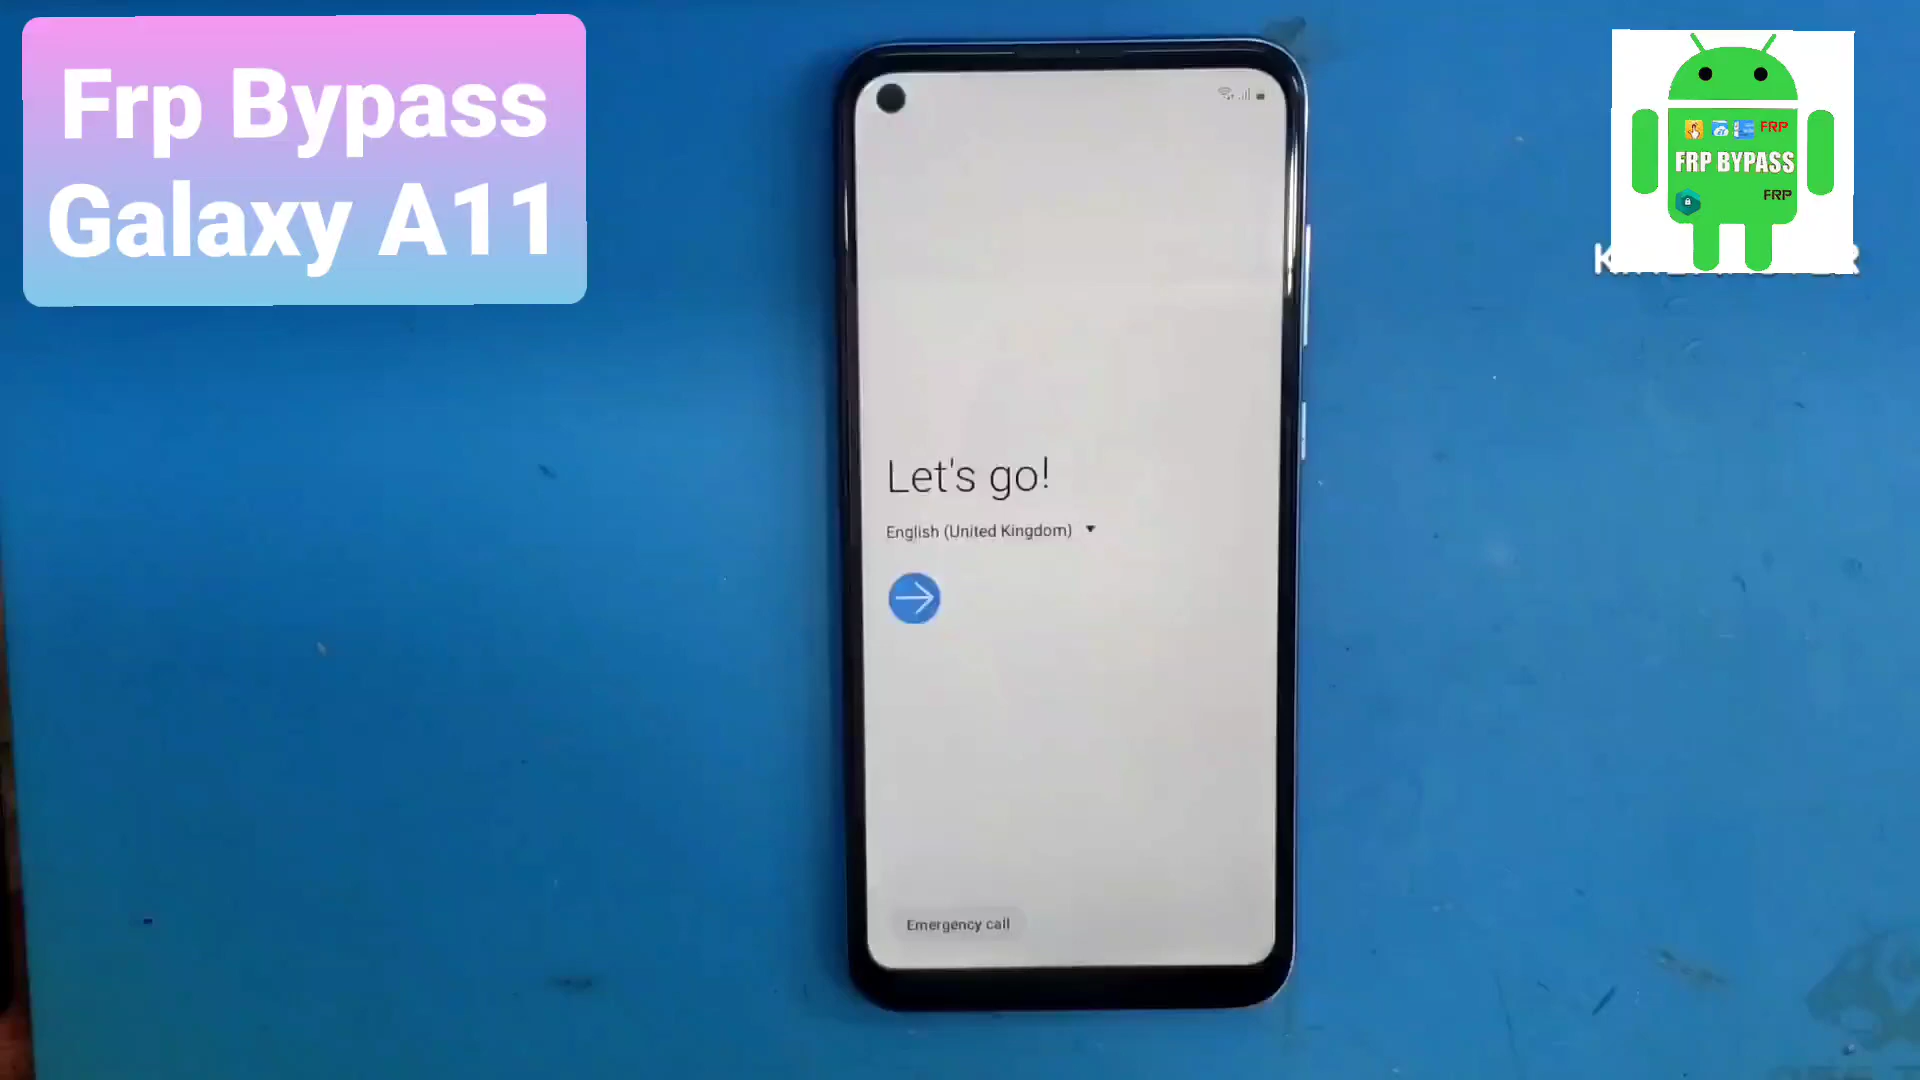 Frp Bypass
Galaxy A11
FRP
FRP BYPASS
FRP
Let's go!
English (United Kingdom)
Emergency call